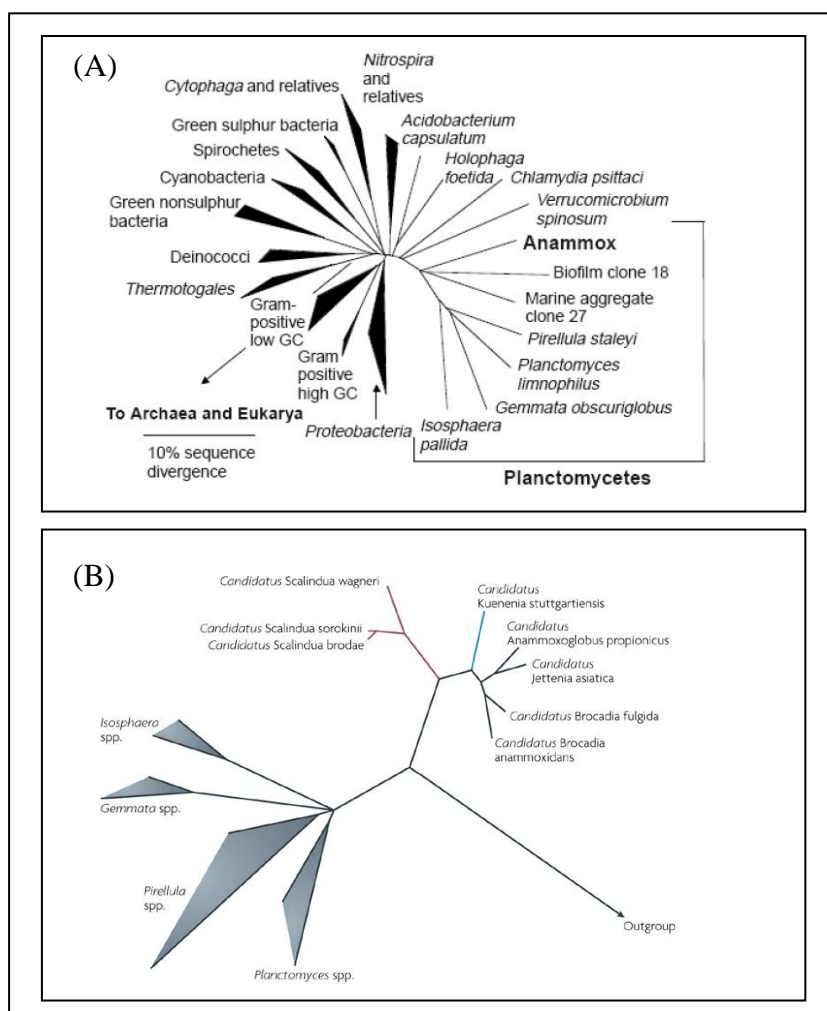 (A)
Nitrospira
and
relatives
Cytophaga and relatives
Green sulphur bacteria
Spirochetes
Cyanobacteria
Green nonsulphur
bacteria
Deinococci
Thermotogales
Gram-
positive
low GC
Gram
positive
high GC
To Archaea and Eukarya
10% sequence
divergence
Proteobacteria
Acidobacterium
capsulatum
Holophaga
foetida
Chlamydia psittaci
Verrucomicrobium
spinosum
Anammox
Biofilm clone 18
Marine aggregate
clone 27
Pirellula staleyi
Planctomyces
limnophilus
Gemmata obscuriglobus
Isosphaera
pallida
Planctomycetes
(B)
Candidatus Scalindua wagneri
Candidatus Scalindua sorokinii
Candidatus Scalindua brodae
Candidatus
Kuenenia stuttgartiensis
Candidatus
Anammoxoglobus propionicus
Candidatus
Jettenia asiatica
Candidatus Brocadia fulgida
Candidatus Brocadia
anammoxidans
Isosphaera
spp.
Gemmata spp.
Pirellula
spp.
Planctomyces spp.
Outgroup